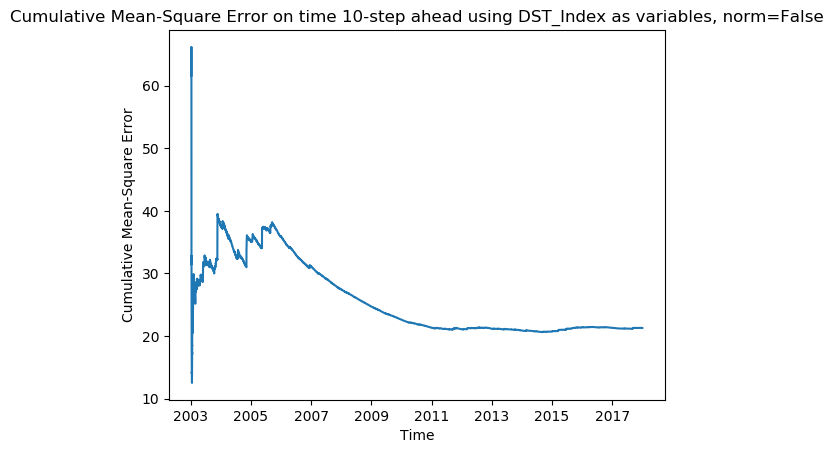 Cumulative Mean-Square Error on time 10-step ahead using DST_Index as variables, norm=False
Cumulative Mean-Square Error
60
50
40
30
20
10
2003 2005 2007 2009 2011 2013 2015 2017
Time